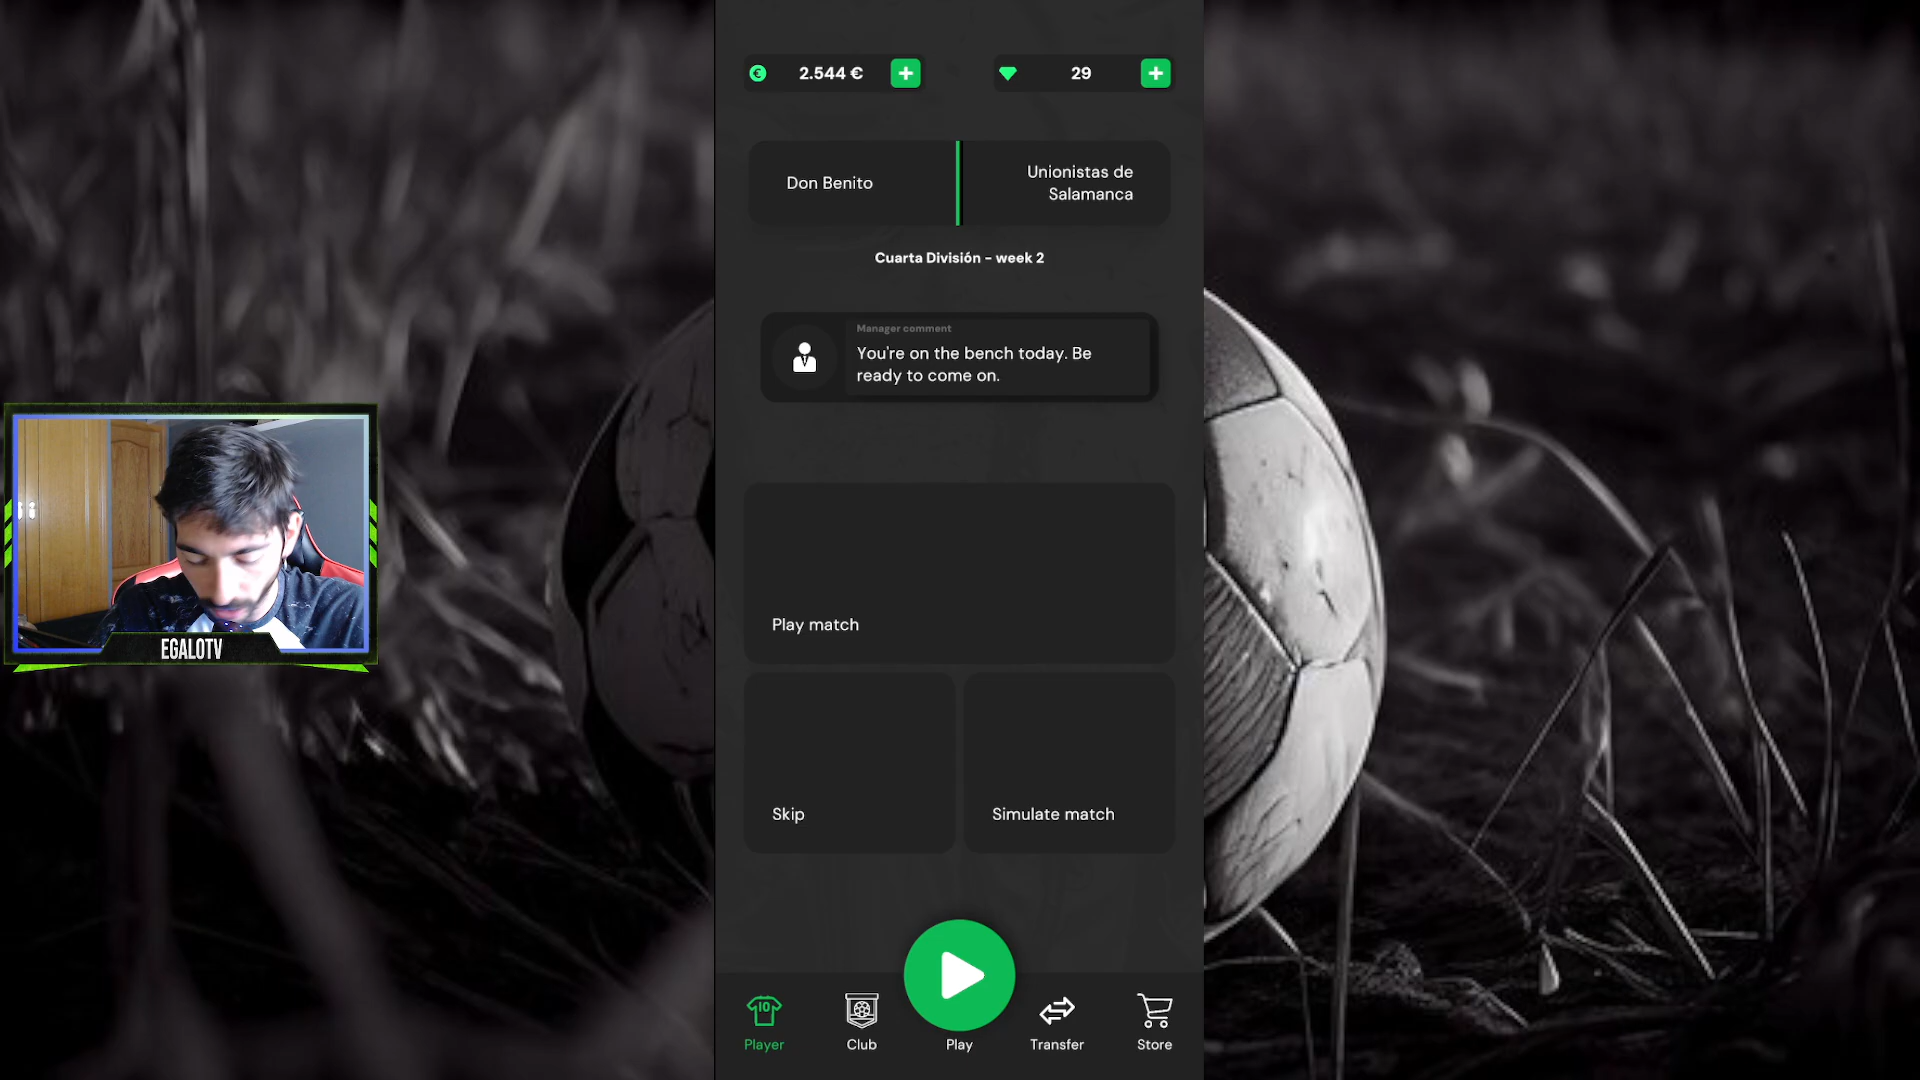 2.544 €
29
Don Benito
Unionistas de
Salamanca
Cuarta División - week 2
Manager comment
You're on the bench today. Be
ready to come on.
Play match
Skip
Simulate match
EGALOTV
10
Player
Club
Play
Transfer
Store